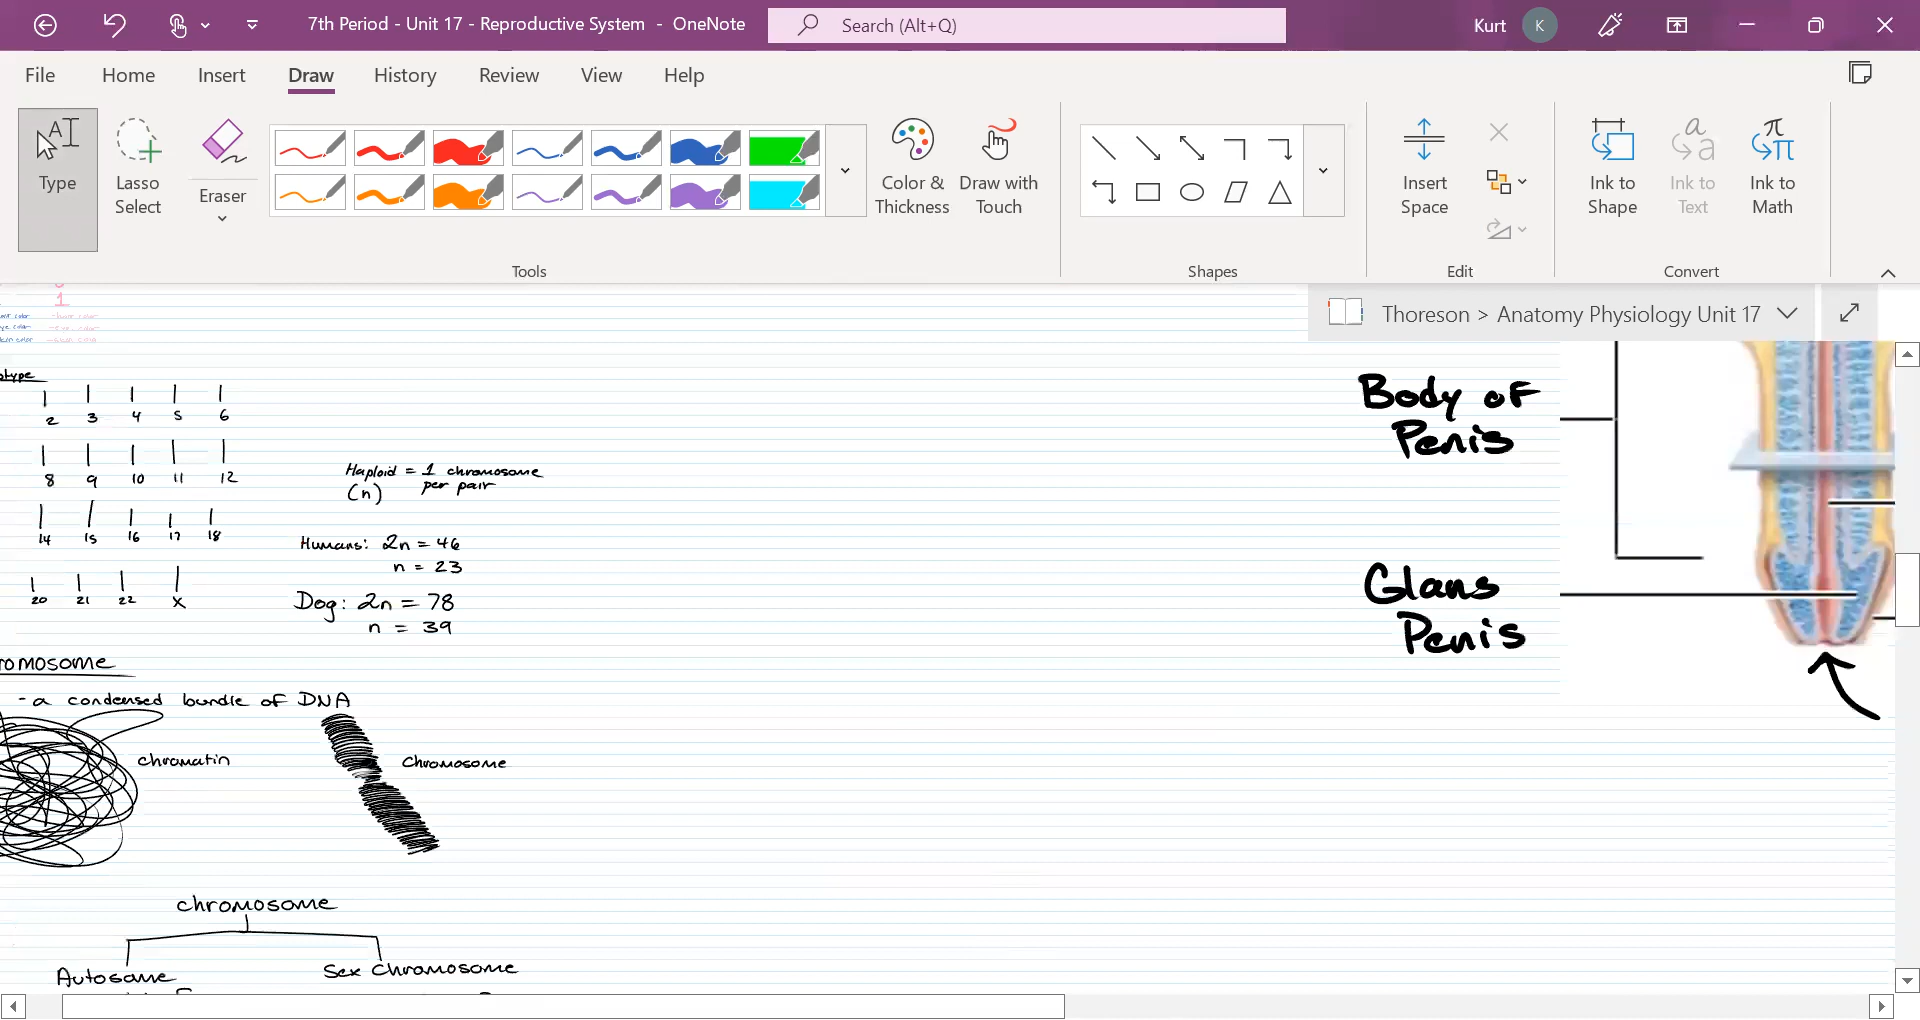 7th Period - Unit 17 - Reproductive System - OneNote
Search (Alt+Q)
Kurt
K
File Home Insert Draw History Review View Help
Type
Lasso Select
Eraser
Color & Thickness
Draw with Touch
Insert Space
Ink to Shape
Ink to Text
Ink to Math
Tools
Shapes
Edit
Convert
Thoreson > Anatomy Physiology Unit 17
1
2 3 4 5 6
8 9 10 11 12
14 15 16 17 18
20 21 22 X
Haploid = 1 chromosome
(n) per pair
Humans: 2n = 46
n = 23
Dog: 2n = 78
n = 39
Body of
Penis
Glans
Penis
romosome
- a condensed bundle of DNA
chromatin
Chromosome
chromosome
Autosome
Sex Chromosome